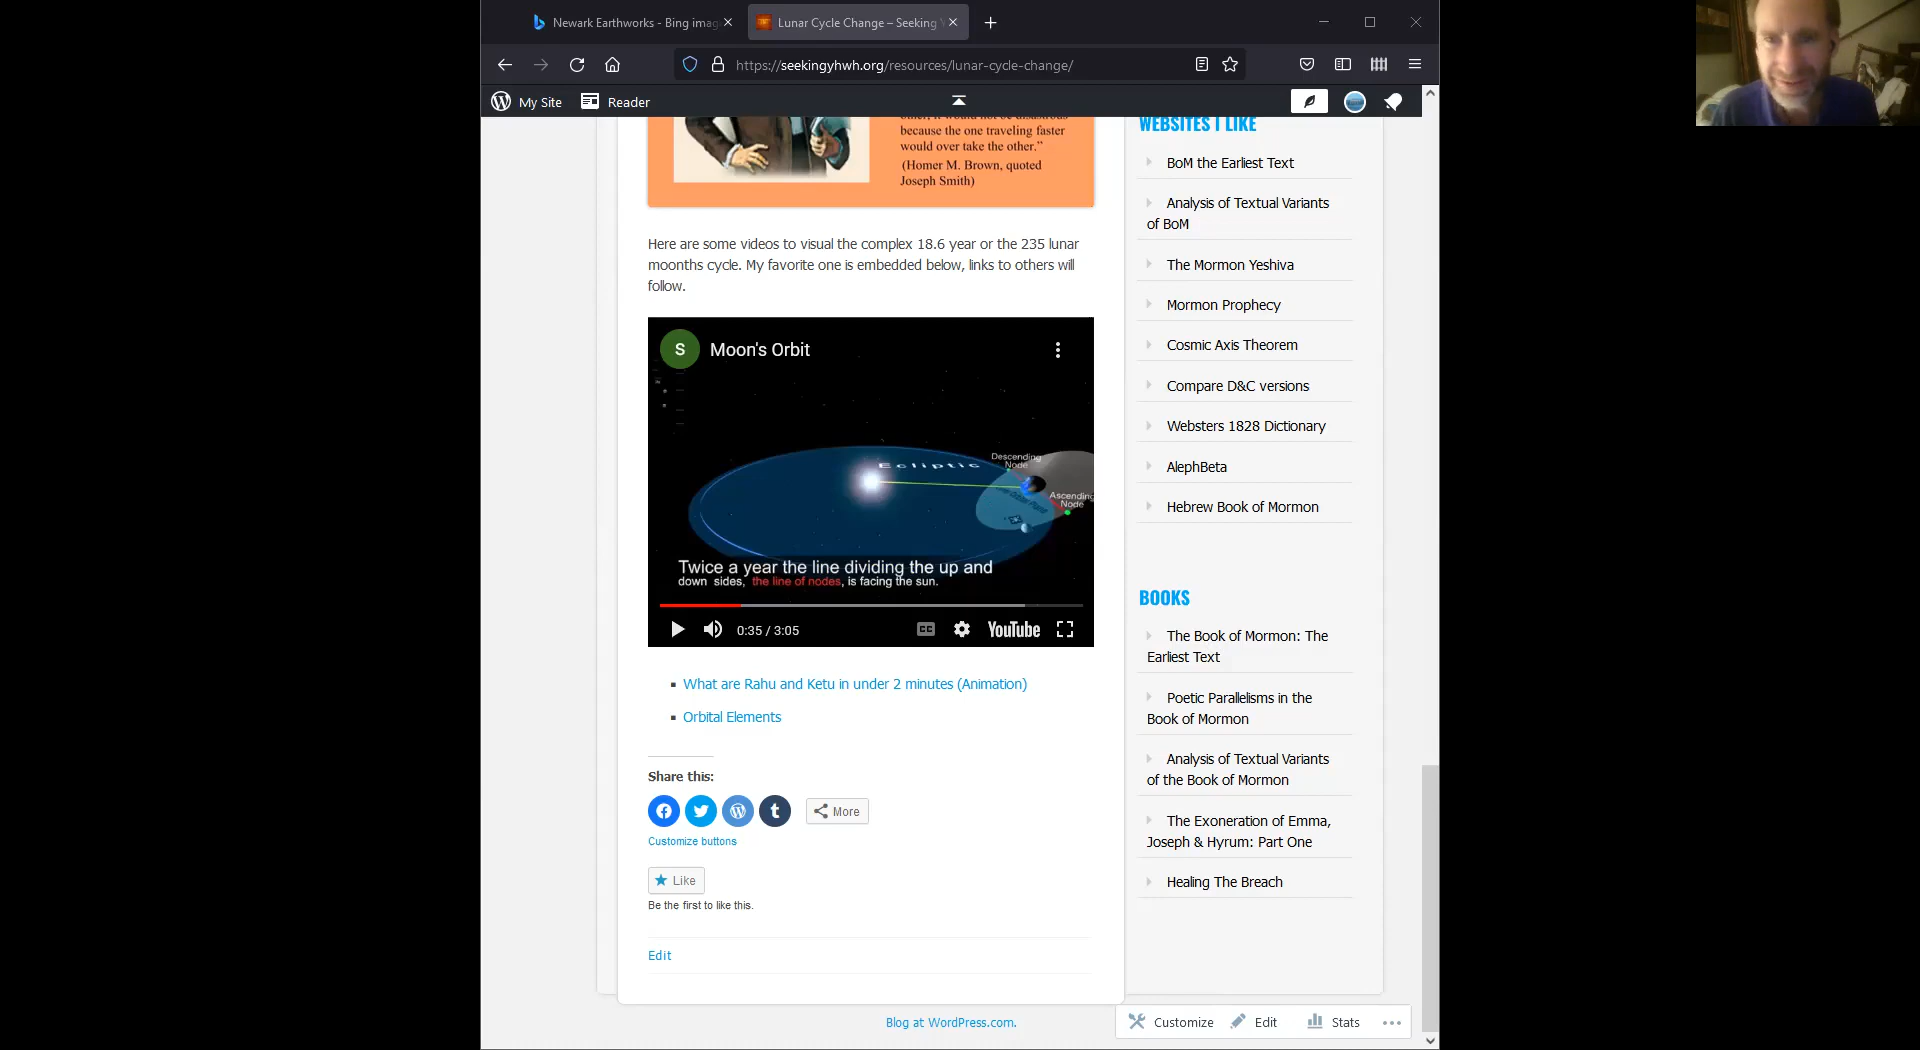 Newark Earthworks - Bing imag
Lunar Cycle Change – Seeking Y
https://seekingyhwh.org/resources/lunar-cycle-change/
My Site
Reader
because the one traveling faster
would over take the other.”
(Homer M. Brown, quoted
Joseph Smith)
Here are some videos to visual the complex 18.6 year or the 235 lunar
moonths cycle. My favorite one is embedded below, links to others will
follow.
S
Moon's Orbit
Ecliptic
Descending
Node
Ascending
Node
Twice a year the line dividing the up and
down sides, the line of nodes, is facing the sun.
0:35 / 3:05
CC
YouTube
What are Rahu and Ketu in under 2 minutes (Animation)
Orbital Elements
Share this:
More
Customize buttons
Like
Be the first to like this.
Edit
WEBSITES I LIKE
BoM the Earliest Text
Analysis of Textual Variants
of BoM
The Mormon Yeshiva
Mormon Prophecy
Cosmic Axis Theorem
Compare D&C versions
Websters 1828 Dictionary
AlephBeta
Hebrew Book of Mormon
BOOKS
The Book of Mormon: The
Earliest Text
Poetic Parallelisms in the
Book of Mormon
Analysis of Textual Variants
of the Book of Mormon
The Exoneration of Emma,
Joseph & Hyrum: Part One
Healing The Breach
Blog at WordPress.com.
Customize
Edit
Stats